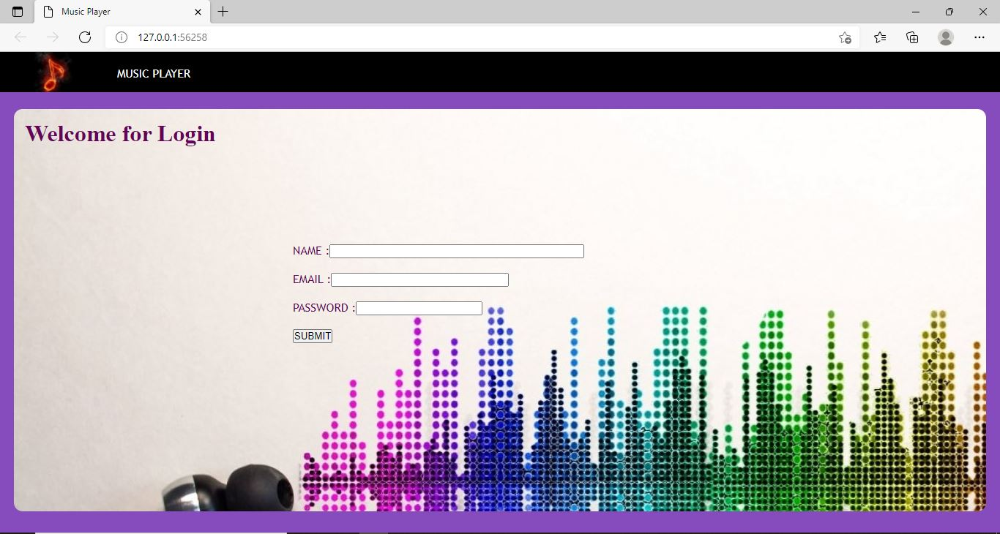 Music Player
127.0.0.1:56258
MUSIC PLAYER
Welcome for Login
NAME :
EMAIL :
PASSWORD :
SUBMIT